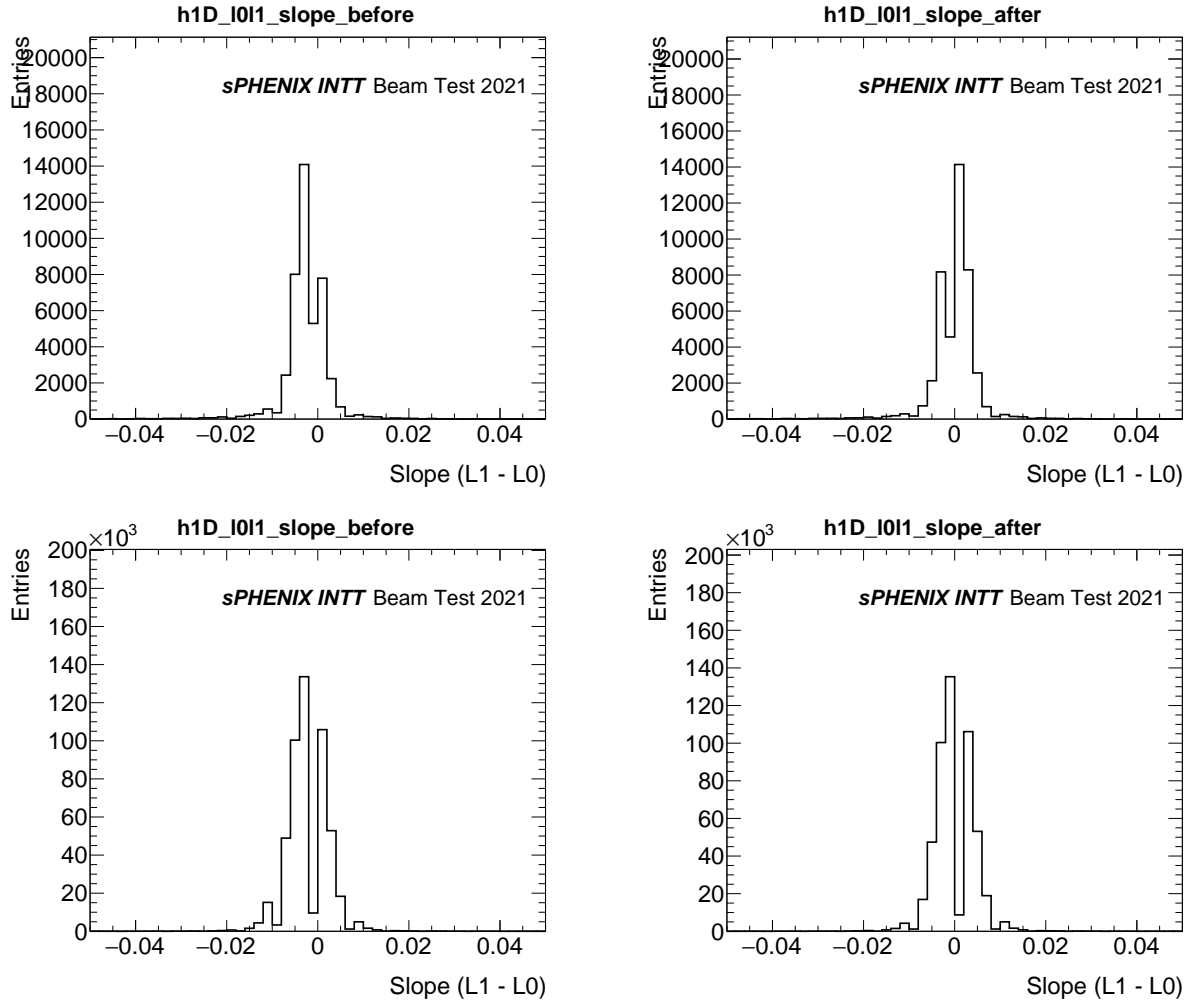 h1D_l0l1_slope_before
Entries
20000
18000
16000
14000
12000
10000
8000
6000
4000
2000
0
sPHENIX INTT Beam Test 2021
−0.04 −0.02 0 0.02 0.04
Slope (L1 - L0)
h1D_l0l1_slope_after
Entries
20000
18000
16000
14000
12000
10000
8000
6000
4000
2000
0
sPHENIX INTT Beam Test 2021
−0.04 −0.02 0 0.02 0.04
Slope (L1 - L0)
h1D_l0l1_slope_before
×10³
Entries
200
180
160
140
120
100
80
60
40
20
0
sPHENIX INTT Beam Test 2021
−0.04 −0.02 0 0.02 0.04
Slope (L1 - L0)
h1D_l0l1_slope_after
×10³
Entries
200
180
160
140
120
100
80
60
40
20
0
sPHENIX INTT Beam Test 2021
−0.04 −0.02 0 0.02 0.04
Slope (L1 - L0)